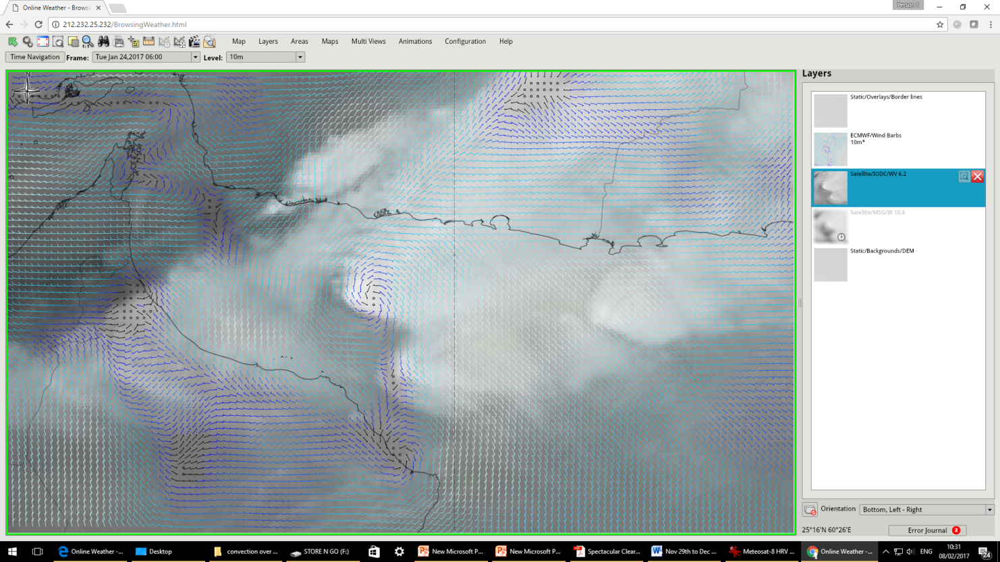 Online Weather - Browsin
Person 1
212.232.25.232/BrowsingWeather.html
Map Layers Areas Maps Multi Views Animations Configuration Help
Time Navigation Frame: Tue Jan 24,2017 06:00 Level: 10m
N
Layers
Static/Overlays/Border lines
ECMWF/Wind Barbs
10m*
Satellite/IODC/WV 6.2
Satellite/MSG/IR 10.8
Static/Backgrounds/DEM
Orientation Bottom, Left - Right
25°16'N 60°26'E Error Journal 2
Online Weather -... Desktop convection over ... STORE N GO (F:) New Microsoft P... New Microsoft P... Spectacular Clear... Nov 29th to Dec ... Meteosat-8 HRV ... Online Weather -... ENG 10:31
08/02/2017 24